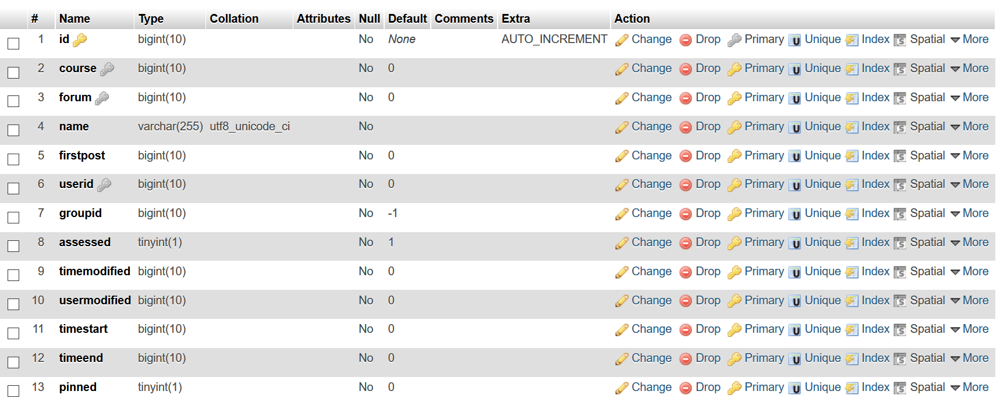 # Name Type Collation Attributes Null Default Comments Extra Action
1 id bigint(10) No None AUTO_INCREMENT Change Drop Primary Unique Index Spatial More
2 course bigint(10) No 0 Change Drop Primary Unique Index Spatial More
3 forum bigint(10) No 0 Change Drop Primary Unique Index Spatial More
4 name varchar(255) utf8_unicode_ci No Change Drop Primary Unique Index Spatial More
5 firstpost bigint(10) No 0 Change Drop Primary Unique Index Spatial More
6 userid bigint(10) No 0 Change Drop Primary Unique Index Spatial More
7 groupid bigint(10) No -1 Change Drop Primary Unique Index Spatial More
8 assessed tinyint(1) No 1 Change Drop Primary Unique Index Spatial More
9 timemodified bigint(10) No 0 Change Drop Primary Unique Index Spatial More
10 usermodified bigint(10) No 0 Change Drop Primary Unique Index Spatial More
11 timestart bigint(10) No 0 Change Drop Primary Unique Index Spatial More
12 timeend bigint(10) No 0 Change Drop Primary Unique Index Spatial More
13 pinned tinyint(1) No 0 Change Drop Primary Unique Index Spatial More